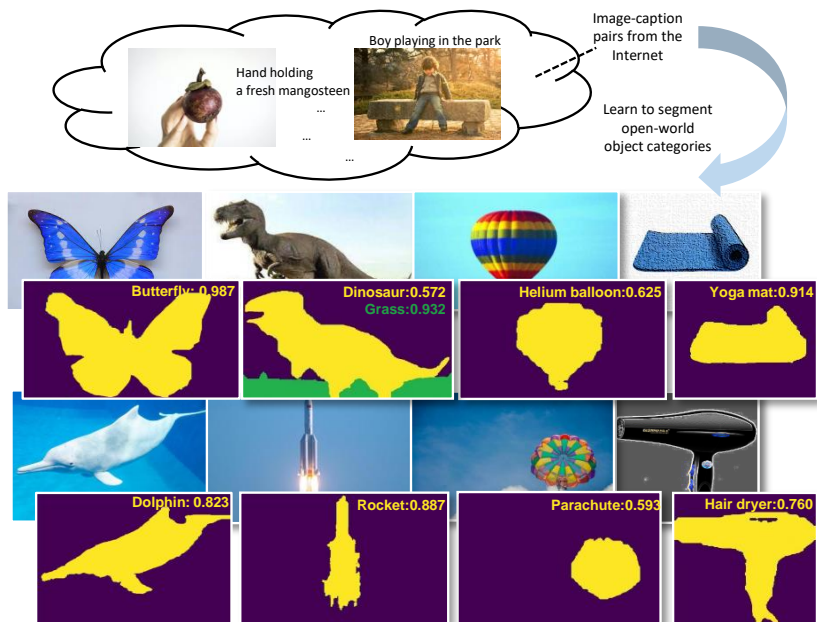 Boy playing in the park
Hand holding
a fresh mangosteen
...
...
...
Image-caption
pairs from the
Internet
Learn to segment
open-world
object categories
Butterfly: 0.987
Dinosaur:0.572
Grass:0.932
Helium balloon:0.625
Yoga mat:0.914
Dolphin: 0.823
Rocket:0.887
Parachute:0.593
Hair dryer:0.760